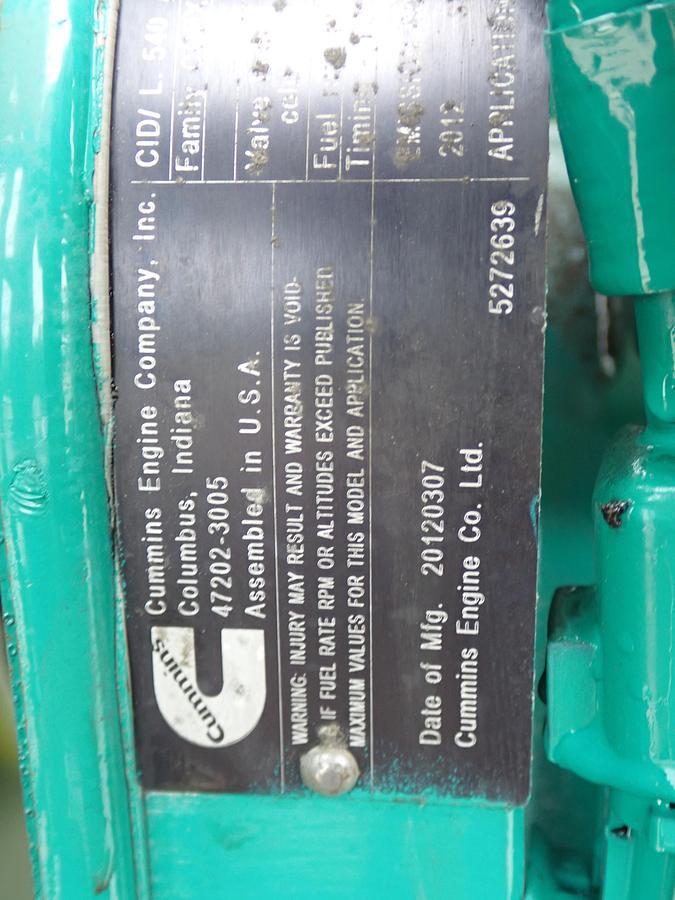 Cummins
Cummins Engine Company, Inc.
Columbus, Indiana
47202-3005
Assembled in U.S.A.
WARNING: INJURY MAY RESULT AND WARRANTY IS VOID-
IF FUEL RATE RPM OR ALTITUDES EXCEED PUBLISHED
MAXIMUM VALUES FOR THIS MODEL AND APPLICATION.
Date of Mfg. 20120307
Cummins Engine Co. Ltd.
5272639
CID/ L. 540
Family
Valve
cold
Fuel
Timing
2012
APPLICATION